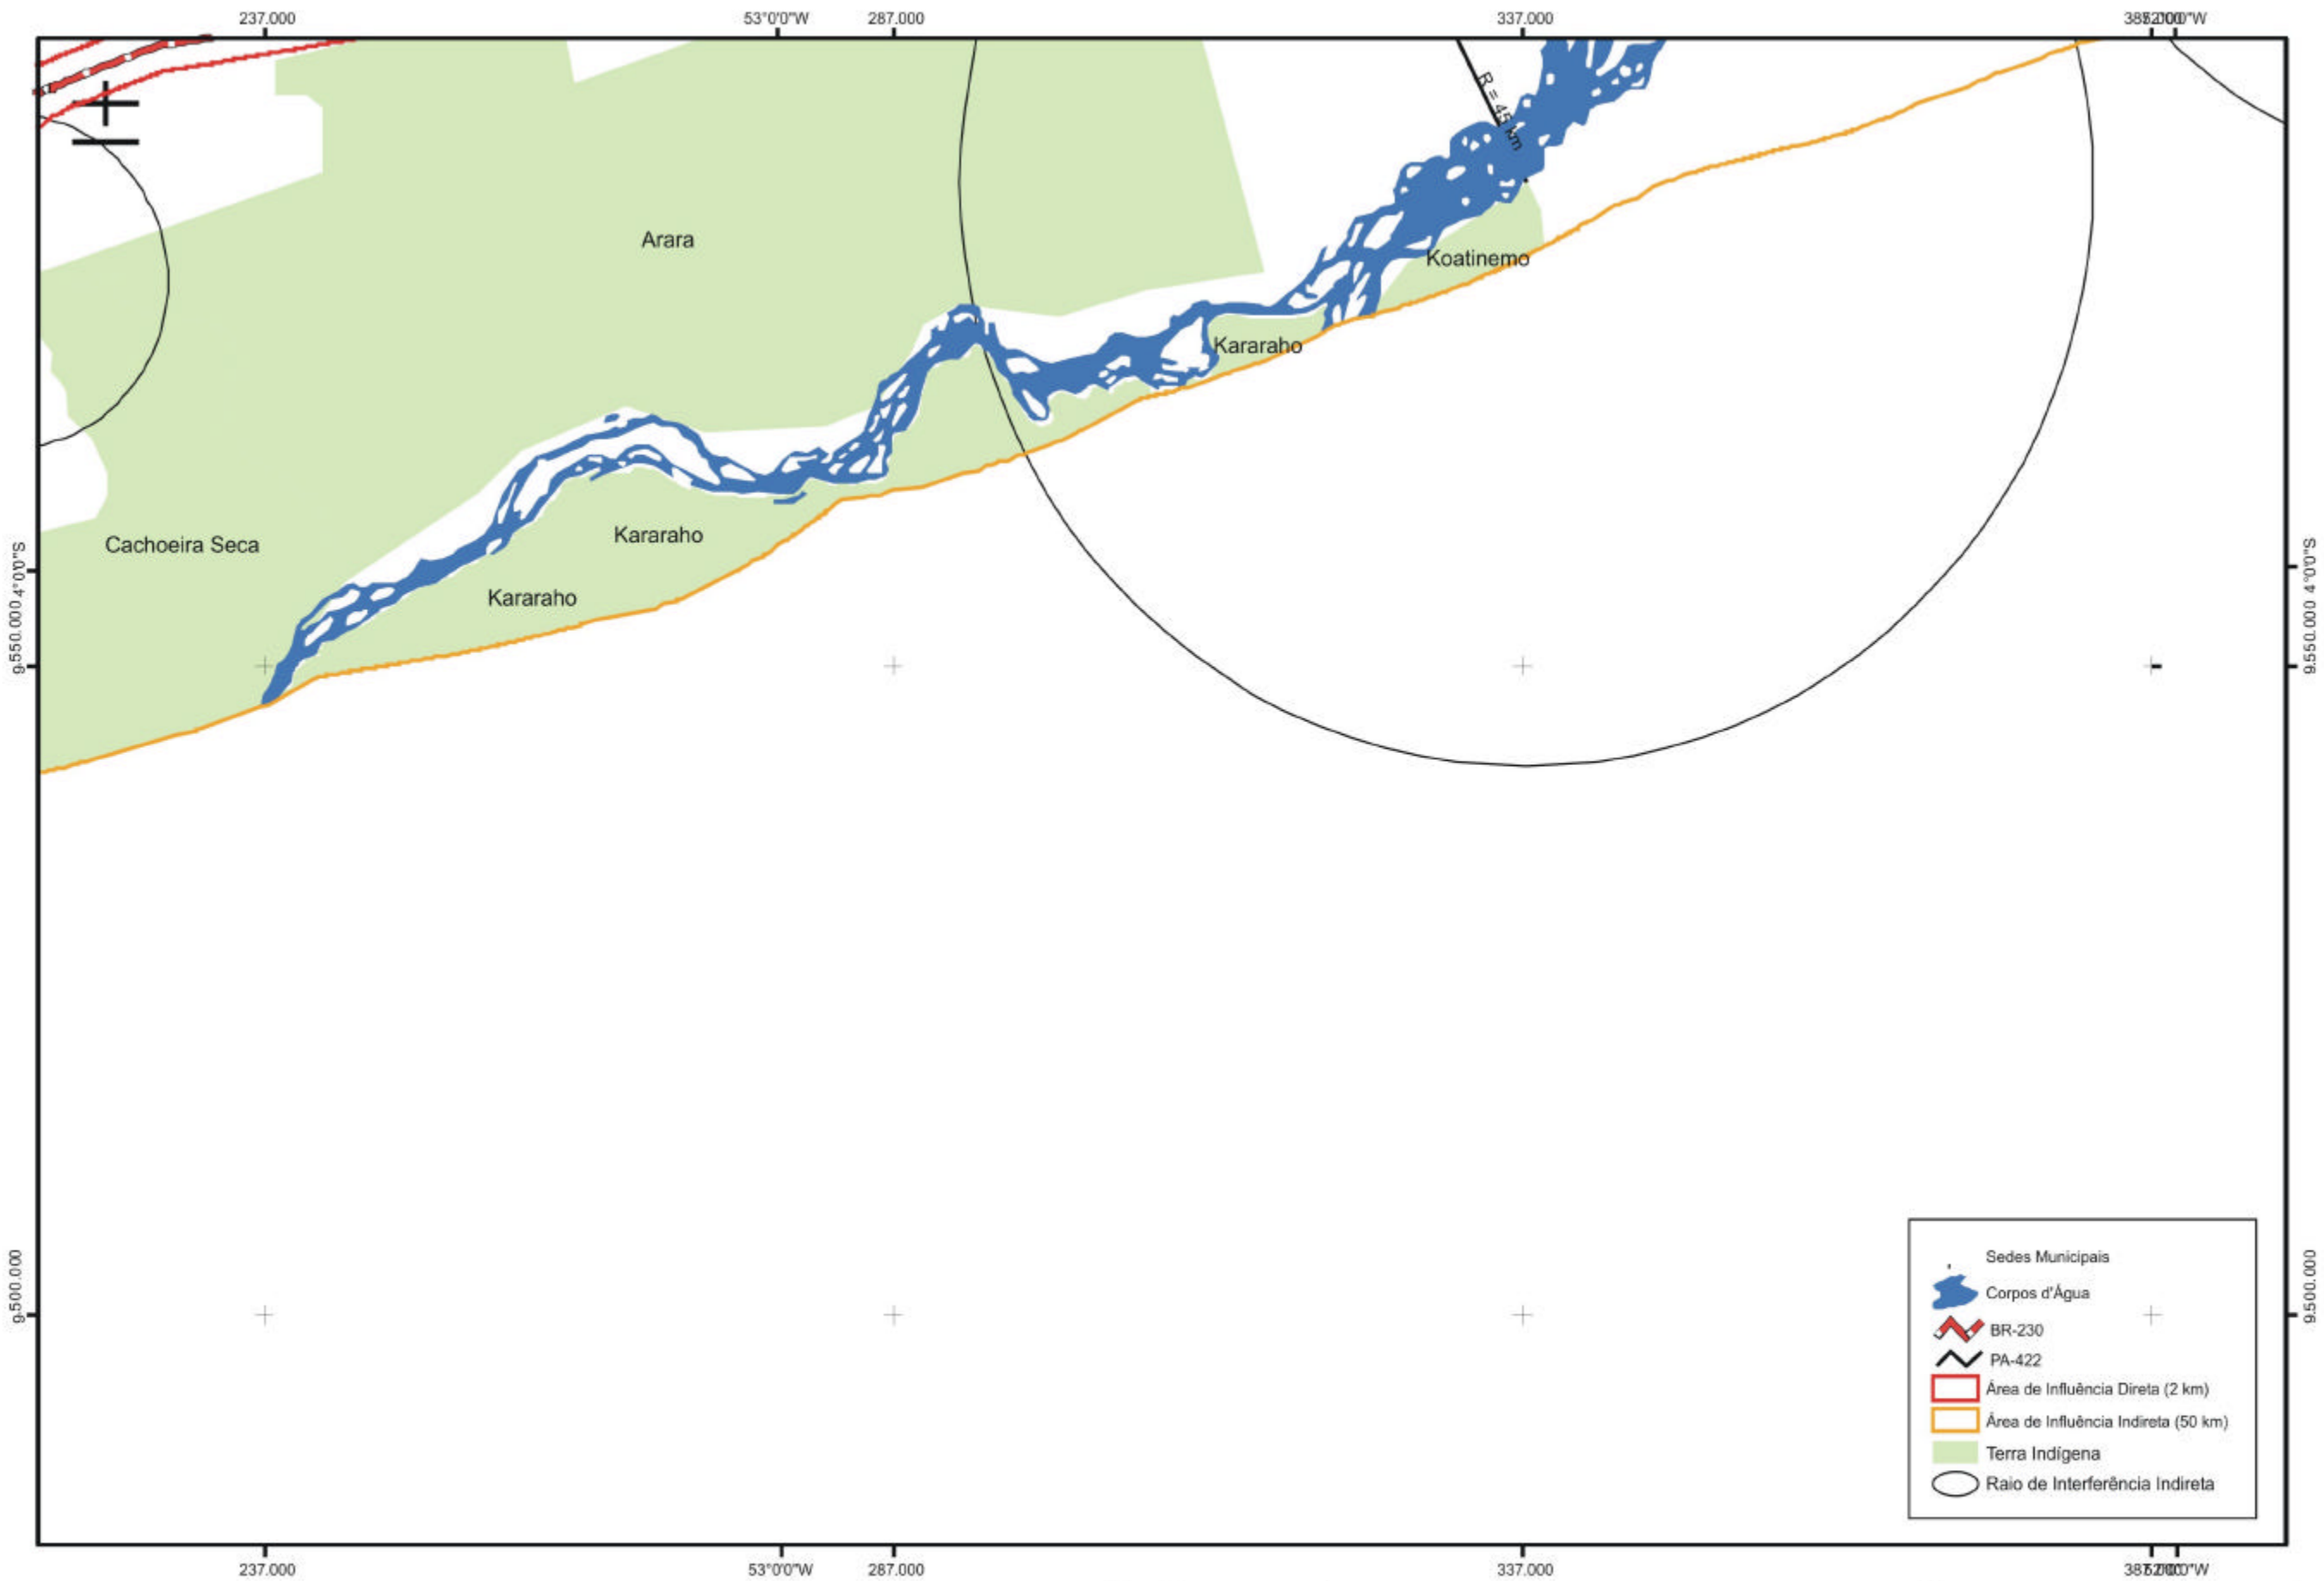 237.000
53°0'0"W
287.000
337.000
R = 45 km
Arara
Koatinemo
Kararaho
Cachoeira Seca
Kararaho
Kararaho
4°0'0"S
9.550.000
4°0'0"S
9.550.000
9.500.000
9.500.000
Sedes Municipais
Corpos d'Água
BR-230
PA-422
Área de Influência Direta (2 km)
Área de Influência Indireta (50 km)
Terra Indígena
Raio de Interferência Indireta
237.000
53°0'0"W
287.000
337.000